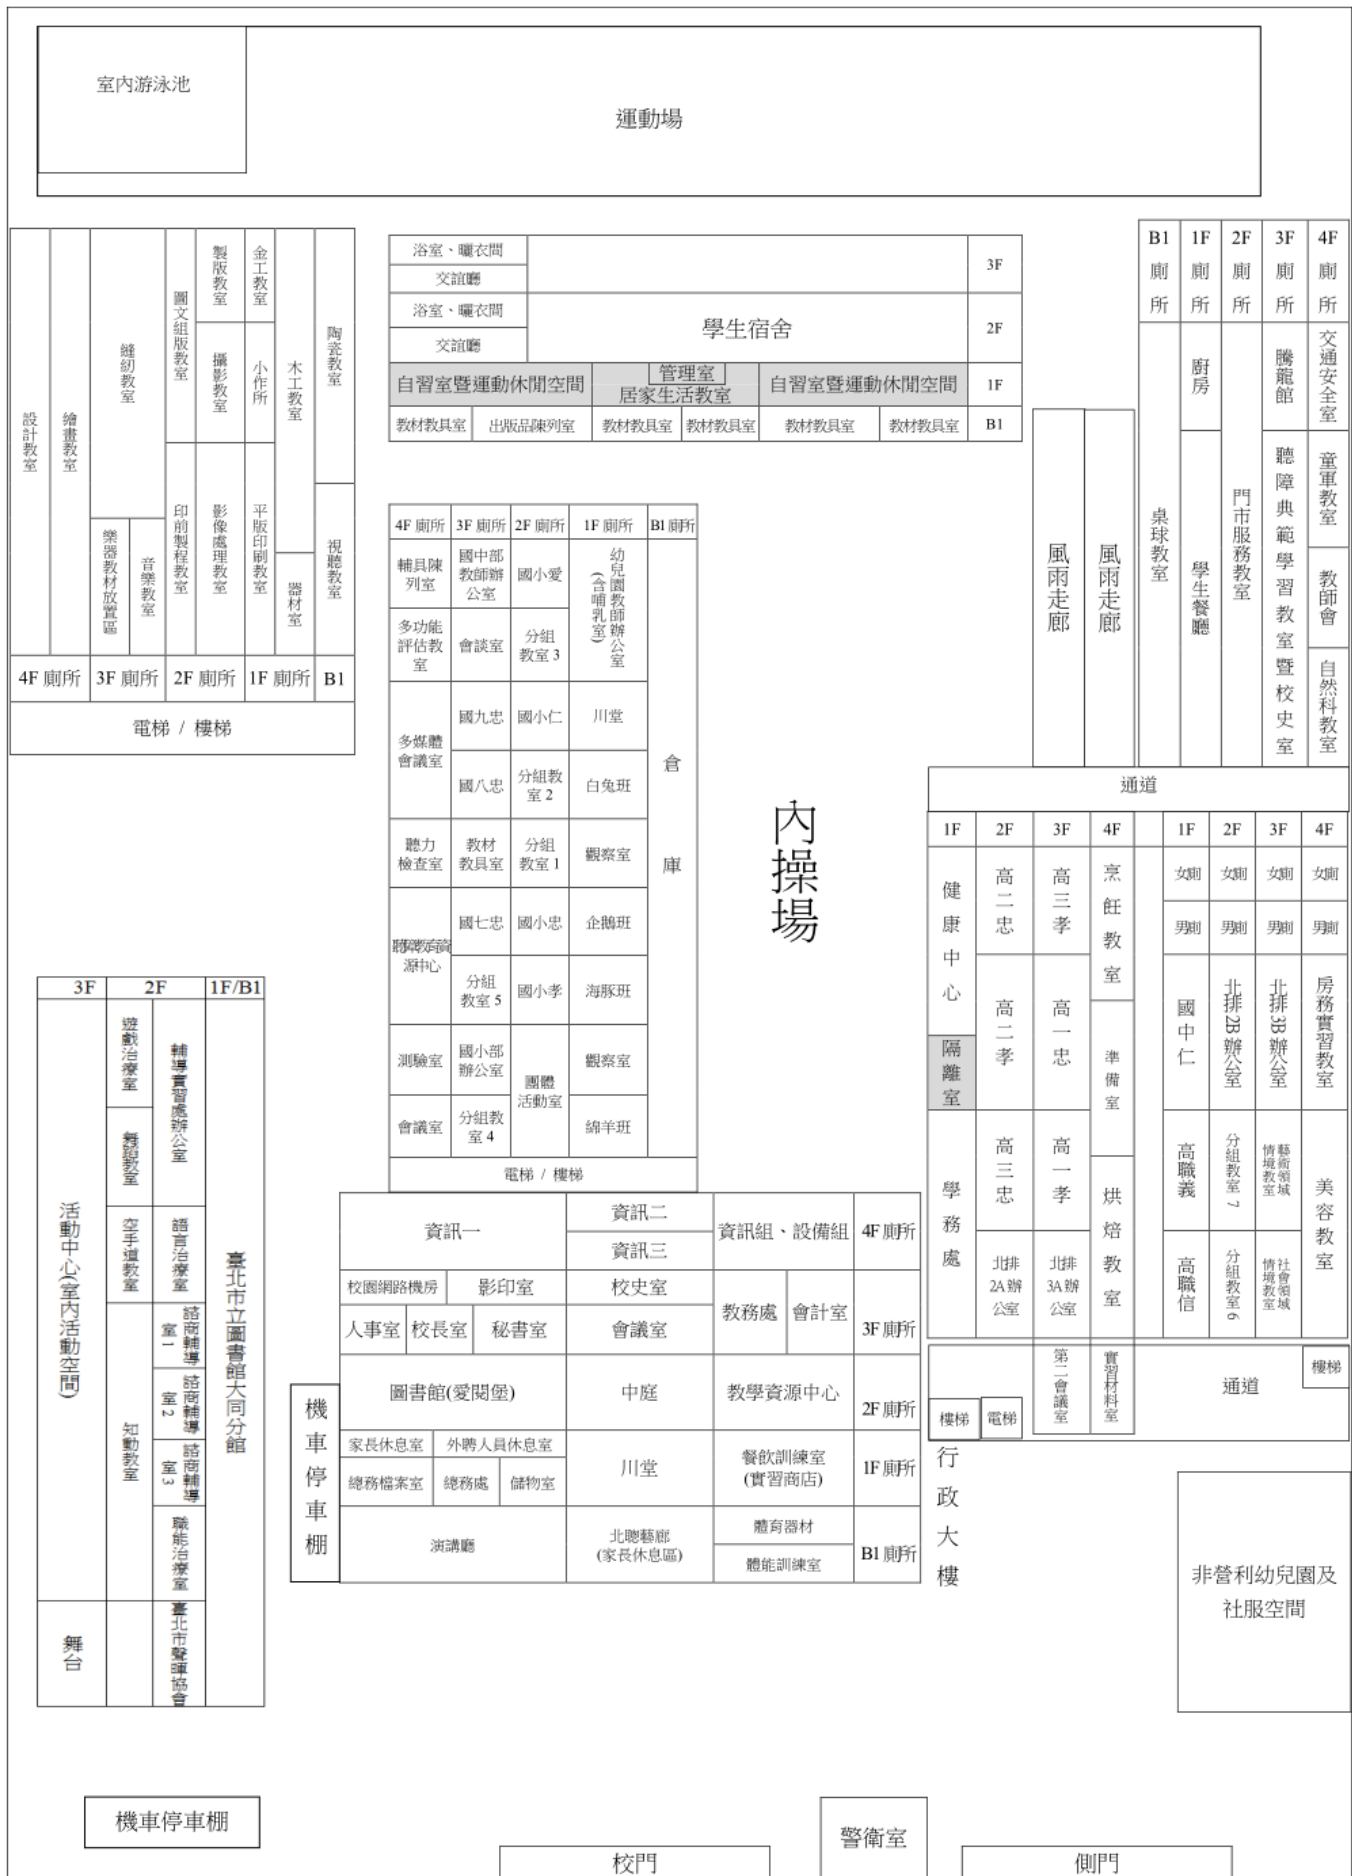 室內游泳池
運動場
設計教室
繪畫教室
縫紉教室
樂器教材放置區
音樂教室
圖文組版教室
印前製程教室
製版教室
攝影教室
影像處理教室
金工教室
小作所
平版印刷教室
木工教室
器材室
陶瓷教室
視聽教室
4F 廁所
3F 廁所
2F 廁所
1F 廁所
B1
電梯 / 樓梯
浴室、曬衣間
交誼廳
3F
浴室、曬衣間
交誼廳
學生宿舍
2F
自習室暨運動休閒空間
管理室
居家生活教室
自習室暨運動休閒空間
1F
教材教具室
出版品陳列室
教材教具室
教材教具室
教材教具室
教材教具室
B1
B1 廁所
1F 廁所
2F 廁所
3F 廁所
4F 廁所
桌球教室
廚房
學生餐廳
門市服務教室
騰龍館
聽障典範學習教室暨校史室
交通安全室
童軍教室
教師會
自然科教室
風雨走廊
風雨走廊
通道
4F 廁所
3F 廁所
2F 廁所
1F 廁所
B1 廁所
輔具陳
列室
國中部
教師辦
公室
國小愛
幼兒園教師辦公室
(含哺乳室)
多功能
評估教
室
會談室
分組
教室 3
多媒體
會議室
國九忠
國小仁
川堂
國八忠
分組教
室 2
白兔班
聽力
檢查室
教材
教具室
分組
教室 1
觀察室
聽障教育資
源中心
國七忠
國小忠
企鵝班
分組
教室 5
國小孝
海豚班
測驗室
國小部
辦公室
團體
活動室
觀察室
會議室
分組教
室 4
綿羊班
倉庫
電梯 / 樓梯
內操場
1F
2F
3F
4F
1F
2F
3F
4F
健康中心
隔離室
學務處
高二忠
高二孝
高三忠
北排
2A 辦
公室
高三孝
高一忠
高一孝
北排
3A 辦
公室
烹飪教室
準備室
烘焙教室
女廁
女廁
女廁
女廁
男廁
男廁
男廁
男廁
國中仁
高職義
高職信
北排2B 辦公室
分組教室 7
分組教室 6
北排3B 辦公室
藝術領域
情境教室
社會領域
情境教室
房務實習教室
美容教室
第二會議室
實習材料室
通道
樓梯
樓梯
電梯
行政大樓
3F
2F
1F/B1
活動中心(室內活動空間)
舞台
遊戲治療室
舞蹈教室
空手道教室
知動教室
輔導實習處辦公室
語言治療室
諮商輔導
室 1
諮商輔導
室 2
諮商輔導
室 3
職能治療室
臺北市聲暉協會
臺北市立圖書館大同分館
機車停車棚
資訊一
資訊二
資訊三
資訊組、設備組
4F 廁所
校園網路機房
影印室
校史室
教務處
會計室
3F 廁所
人事室
校長室
秘書室
會議室
圖書館(愛閱堡)
中庭
教學資源中心
2F 廁所
家長休息室
外聘人員休息室
川堂
餐飲訓練室
(實習商店)
1F 廁所
總務檔案室
總務處
儲物室
演講廳
北聰藝廊
(家長休息區)
體育器材
體能訓練室
B1 廁所
非營利幼兒園及
社服空間
機車停車棚
警衛室
校門
側門